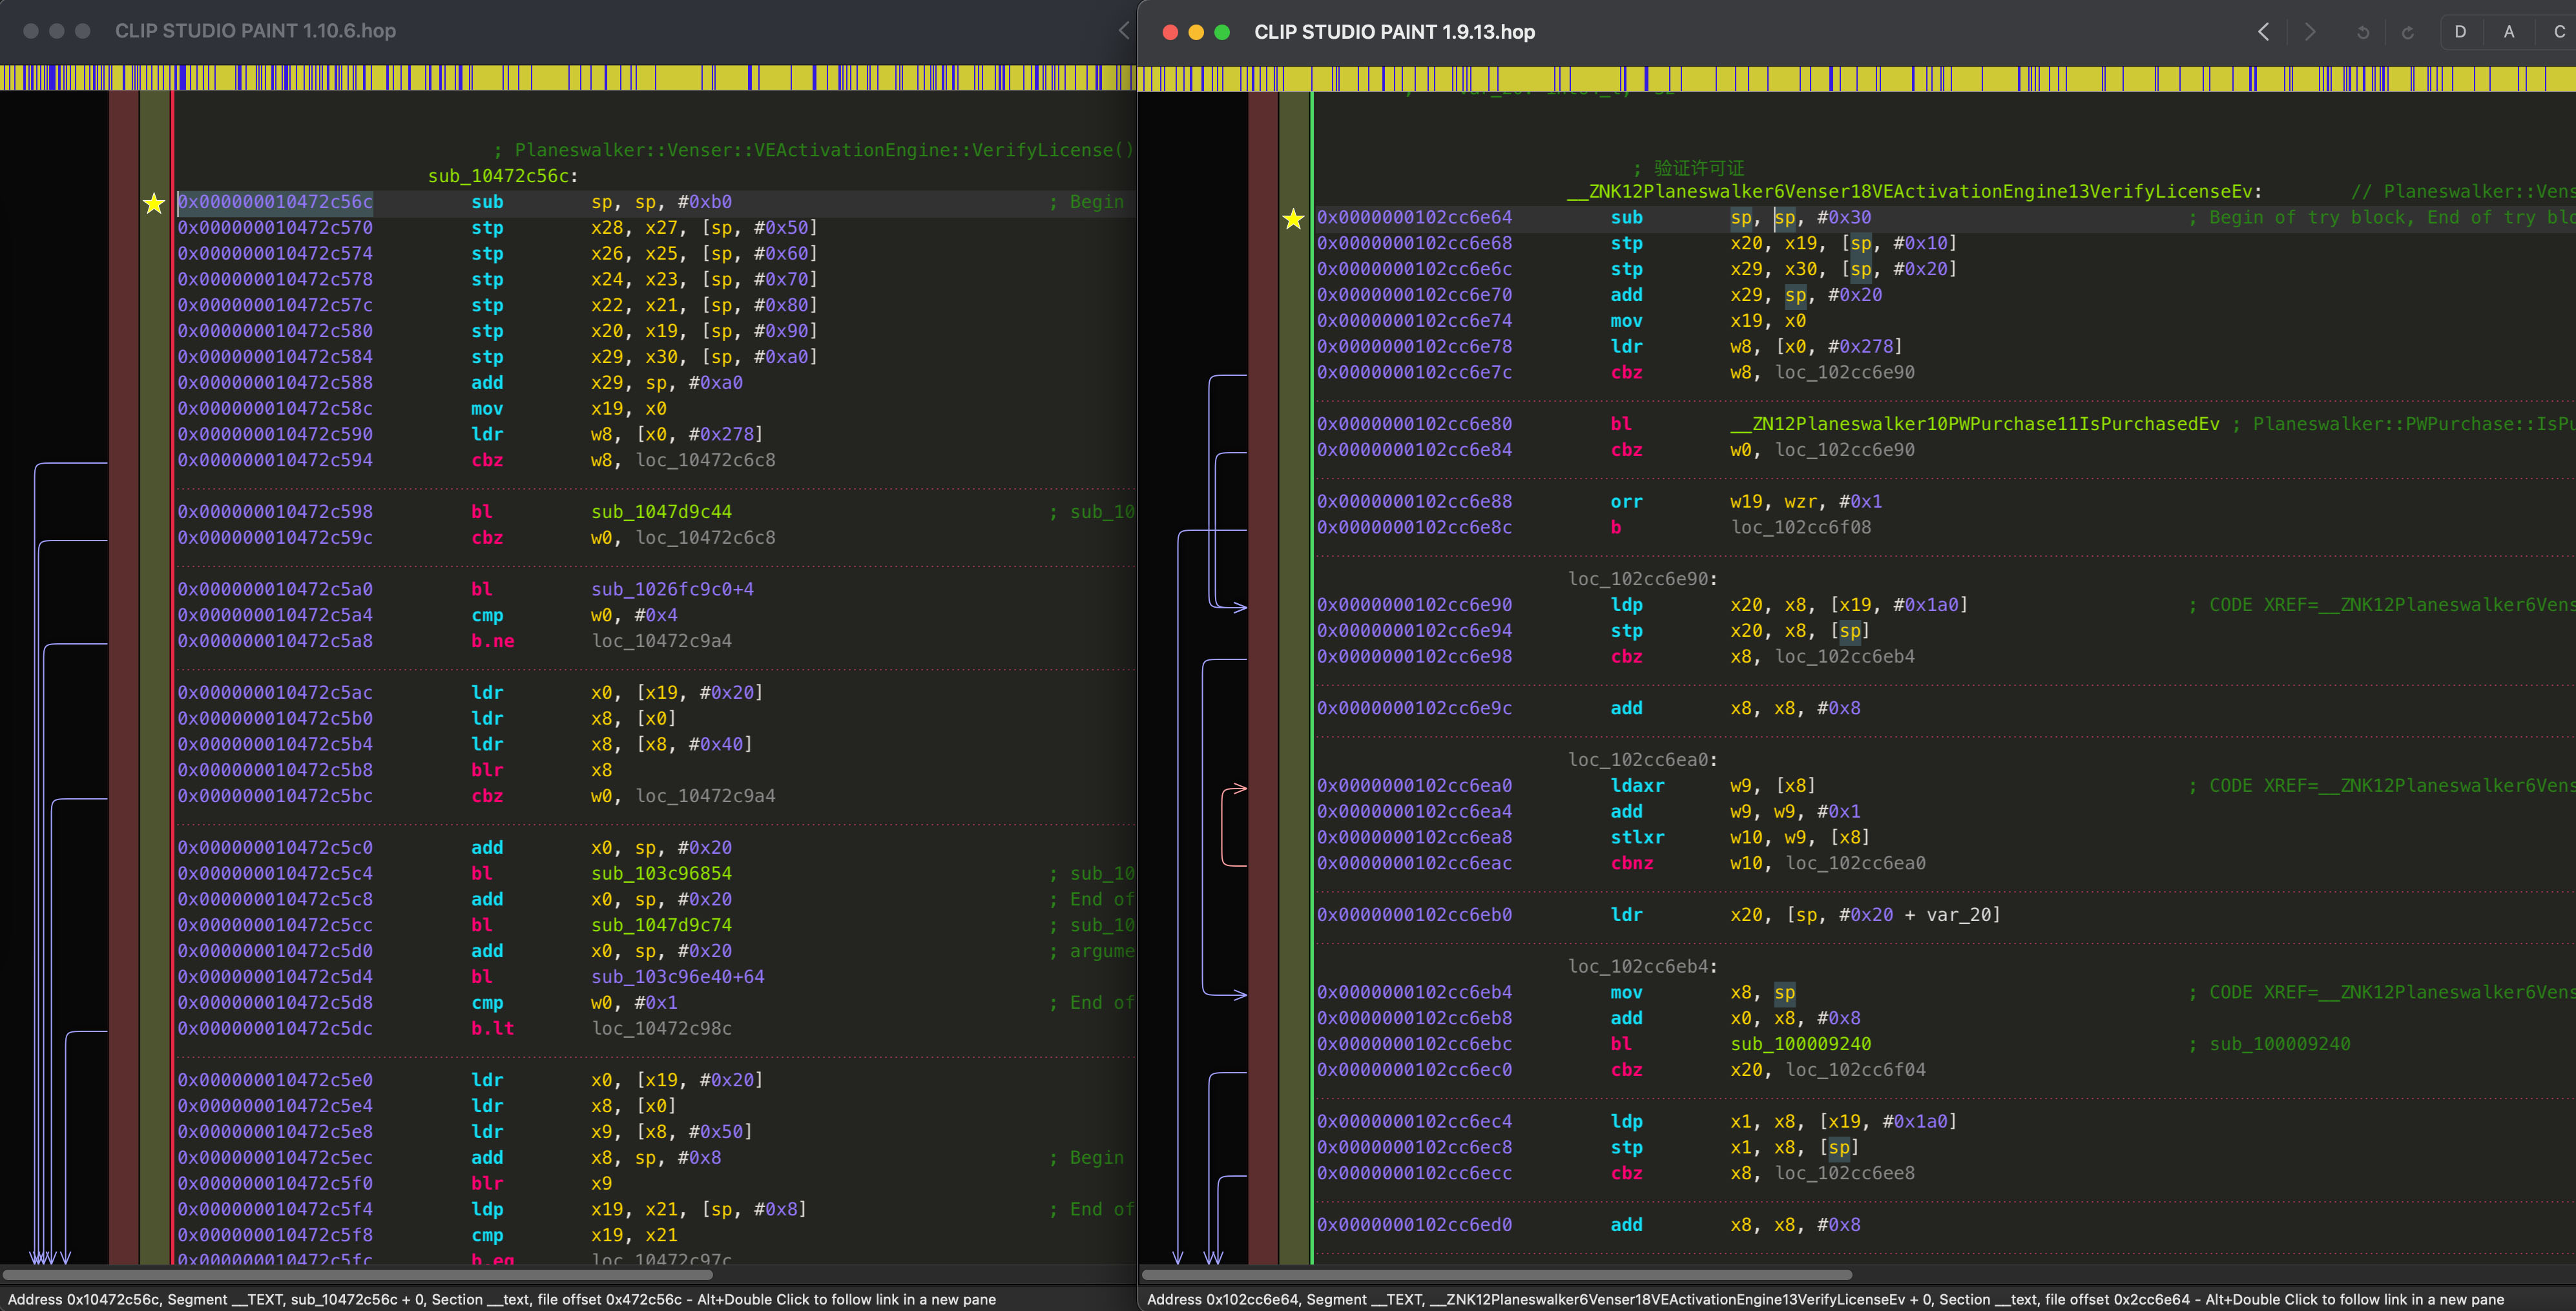 CLIP STUDIO PAINT 1.10.6.hop
; Planeswalker::Venser::VEActivationEngine::VerifyLicense()
sub_10472c56c:
0x000000010472c56c sub sp, sp, #0xb0 ; Begin
0x000000010472c570 stp x28, x27, [sp, #0x50]
0x000000010472c574 stp x26, x25, [sp, #0x60]
0x000000010472c578 stp x24, x23, [sp, #0x70]
0x000000010472c57c stp x22, x21, [sp, #0x80]
0x000000010472c580 stp x20, x19, [sp, #0x90]
0x000000010472c584 stp x29, x30, [sp, #0xa0]
0x000000010472c588 add x29, sp, #0xa0
0x000000010472c58c mov x19, x0
0x000000010472c590 ldr w8, [x0, #0x278]
0x000000010472c594 cbz w8, loc_10472c6c8
0x000000010472c598 bl sub_1047d9c44 ; sub_10
0x000000010472c59c cbz w0, loc_10472c6c8
0x000000010472c5a0 bl sub_1026fc9c0+4
0x000000010472c5a4 cmp w0, #0x4
0x000000010472c5a8 b.ne loc_10472c9a4
0x000000010472c5ac ldr x0, [x19, #0x20]
0x000000010472c5b0 ldr x8, [x0]
0x000000010472c5b4 ldr x8, [x8, #0x40]
0x000000010472c5b8 blr x8
0x000000010472c5bc cbz w0, loc_10472c9a4
0x000000010472c5c0 add x0, sp, #0x20
0x000000010472c5c4 bl sub_103c96854 ; sub_10
0x000000010472c5c8 add x0, sp, #0x20 ; End of
0x000000010472c5cc bl sub_1047d9c74 ; sub_10
0x000000010472c5d0 add x0, sp, #0x20 ; argume
0x000000010472c5d4 bl sub_103c96e40+64
0x000000010472c5d8 cmp w0, #0x1 ; End of
0x000000010472c5dc b.lt loc_10472c98c
0x000000010472c5e0 ldr x0, [x19, #0x20]
0x000000010472c5e4 ldr x8, [x0]
0x000000010472c5e8 ldr x9, [x8, #0x50]
0x000000010472c5ec add x8, sp, #0x8 ; Begin
0x000000010472c5f0 blr x9
0x000000010472c5f4 ldp x19, x21, [sp, #0x8] ; End of
0x000000010472c5f8 cmp x19, x21
0x000000010472c5fc b.eq loc_10472c97c
Address 0x10472c56c, Segment __TEXT, sub_10472c56c + 0, Section __text, file offset 0x472c56c - Alt+Double Click to follow link in a new pane
CLIP STUDIO PAINT 1.9.13.hop
D A C
; 验证许可证
__ZNK12Planeswalker6Venser18VEActivationEngine13VerifyLicenseEv: // Planeswalker::Vens
0x0000000102cc6e64 sub sp, sp, #0x30 ; Begin of try block, End of try blo
0x0000000102cc6e68 stp x20, x19, [sp, #0x10]
0x0000000102cc6e6c stp x29, x30, [sp, #0x20]
0x0000000102cc6e70 add x29, sp, #0x20
0x0000000102cc6e74 mov x19, x0
0x0000000102cc6e78 ldr w8, [x0, #0x278]
0x0000000102cc6e7c cbz w8, loc_102cc6e90
0x0000000102cc6e80 bl __ZN12Planeswalker10PWPurchase11IsPurchasedEv ; Planeswalker::PWPurchase::IsPu
0x0000000102cc6e84 cbz w0, loc_102cc6e90
0x0000000102cc6e88 orr w19, wzr, #0x1
0x0000000102cc6e8c b loc_102cc6f08
loc_102cc6e90:
0x0000000102cc6e90 ldp x20, x8, [x19, #0x1a0] ; CODE XREF=__ZNK12Planeswalker6Vens
0x0000000102cc6e94 stp x20, x8, [sp]
0x0000000102cc6e98 cbz x8, loc_102cc6eb4
0x0000000102cc6e9c add x8, x8, #0x8
loc_102cc6ea0:
0x0000000102cc6ea0 ldaxr w9, [x8] ; CODE XREF=__ZNK12Planeswalker6Vens
0x0000000102cc6ea4 add w9, w9, #0x1
0x0000000102cc6ea8 stlxr w10, w9, [x8]
0x0000000102cc6eac cbnz w10, loc_102cc6ea0
0x0000000102cc6eb0 ldr x20, [sp, #0x20 + var_20]
loc_102cc6eb4:
0x0000000102cc6eb4 mov x8, sp ; CODE XREF=__ZNK12Planeswalker6Vens
0x0000000102cc6eb8 add x0, x8, #0x8
0x0000000102cc6ebc bl sub_100009240 ; sub_100009240
0x0000000102cc6ec0 cbz x20, loc_102cc6f04
0x0000000102cc6ec4 ldp x1, x8, [x19, #0x1a0]
0x0000000102cc6ec8 stp x1, x8, [sp]
0x0000000102cc6ecc cbz x8, loc_102cc6ee8
0x0000000102cc6ed0 add x8, x8, #0x8
Address 0x102cc6e64, Segment __TEXT, __ZNK12Planeswalker6Venser18VEActivationEngine13VerifyLicenseEv + 0, Section __text, file offset 0x2cc6e64 - Alt+Double Click to follow link in a new pane